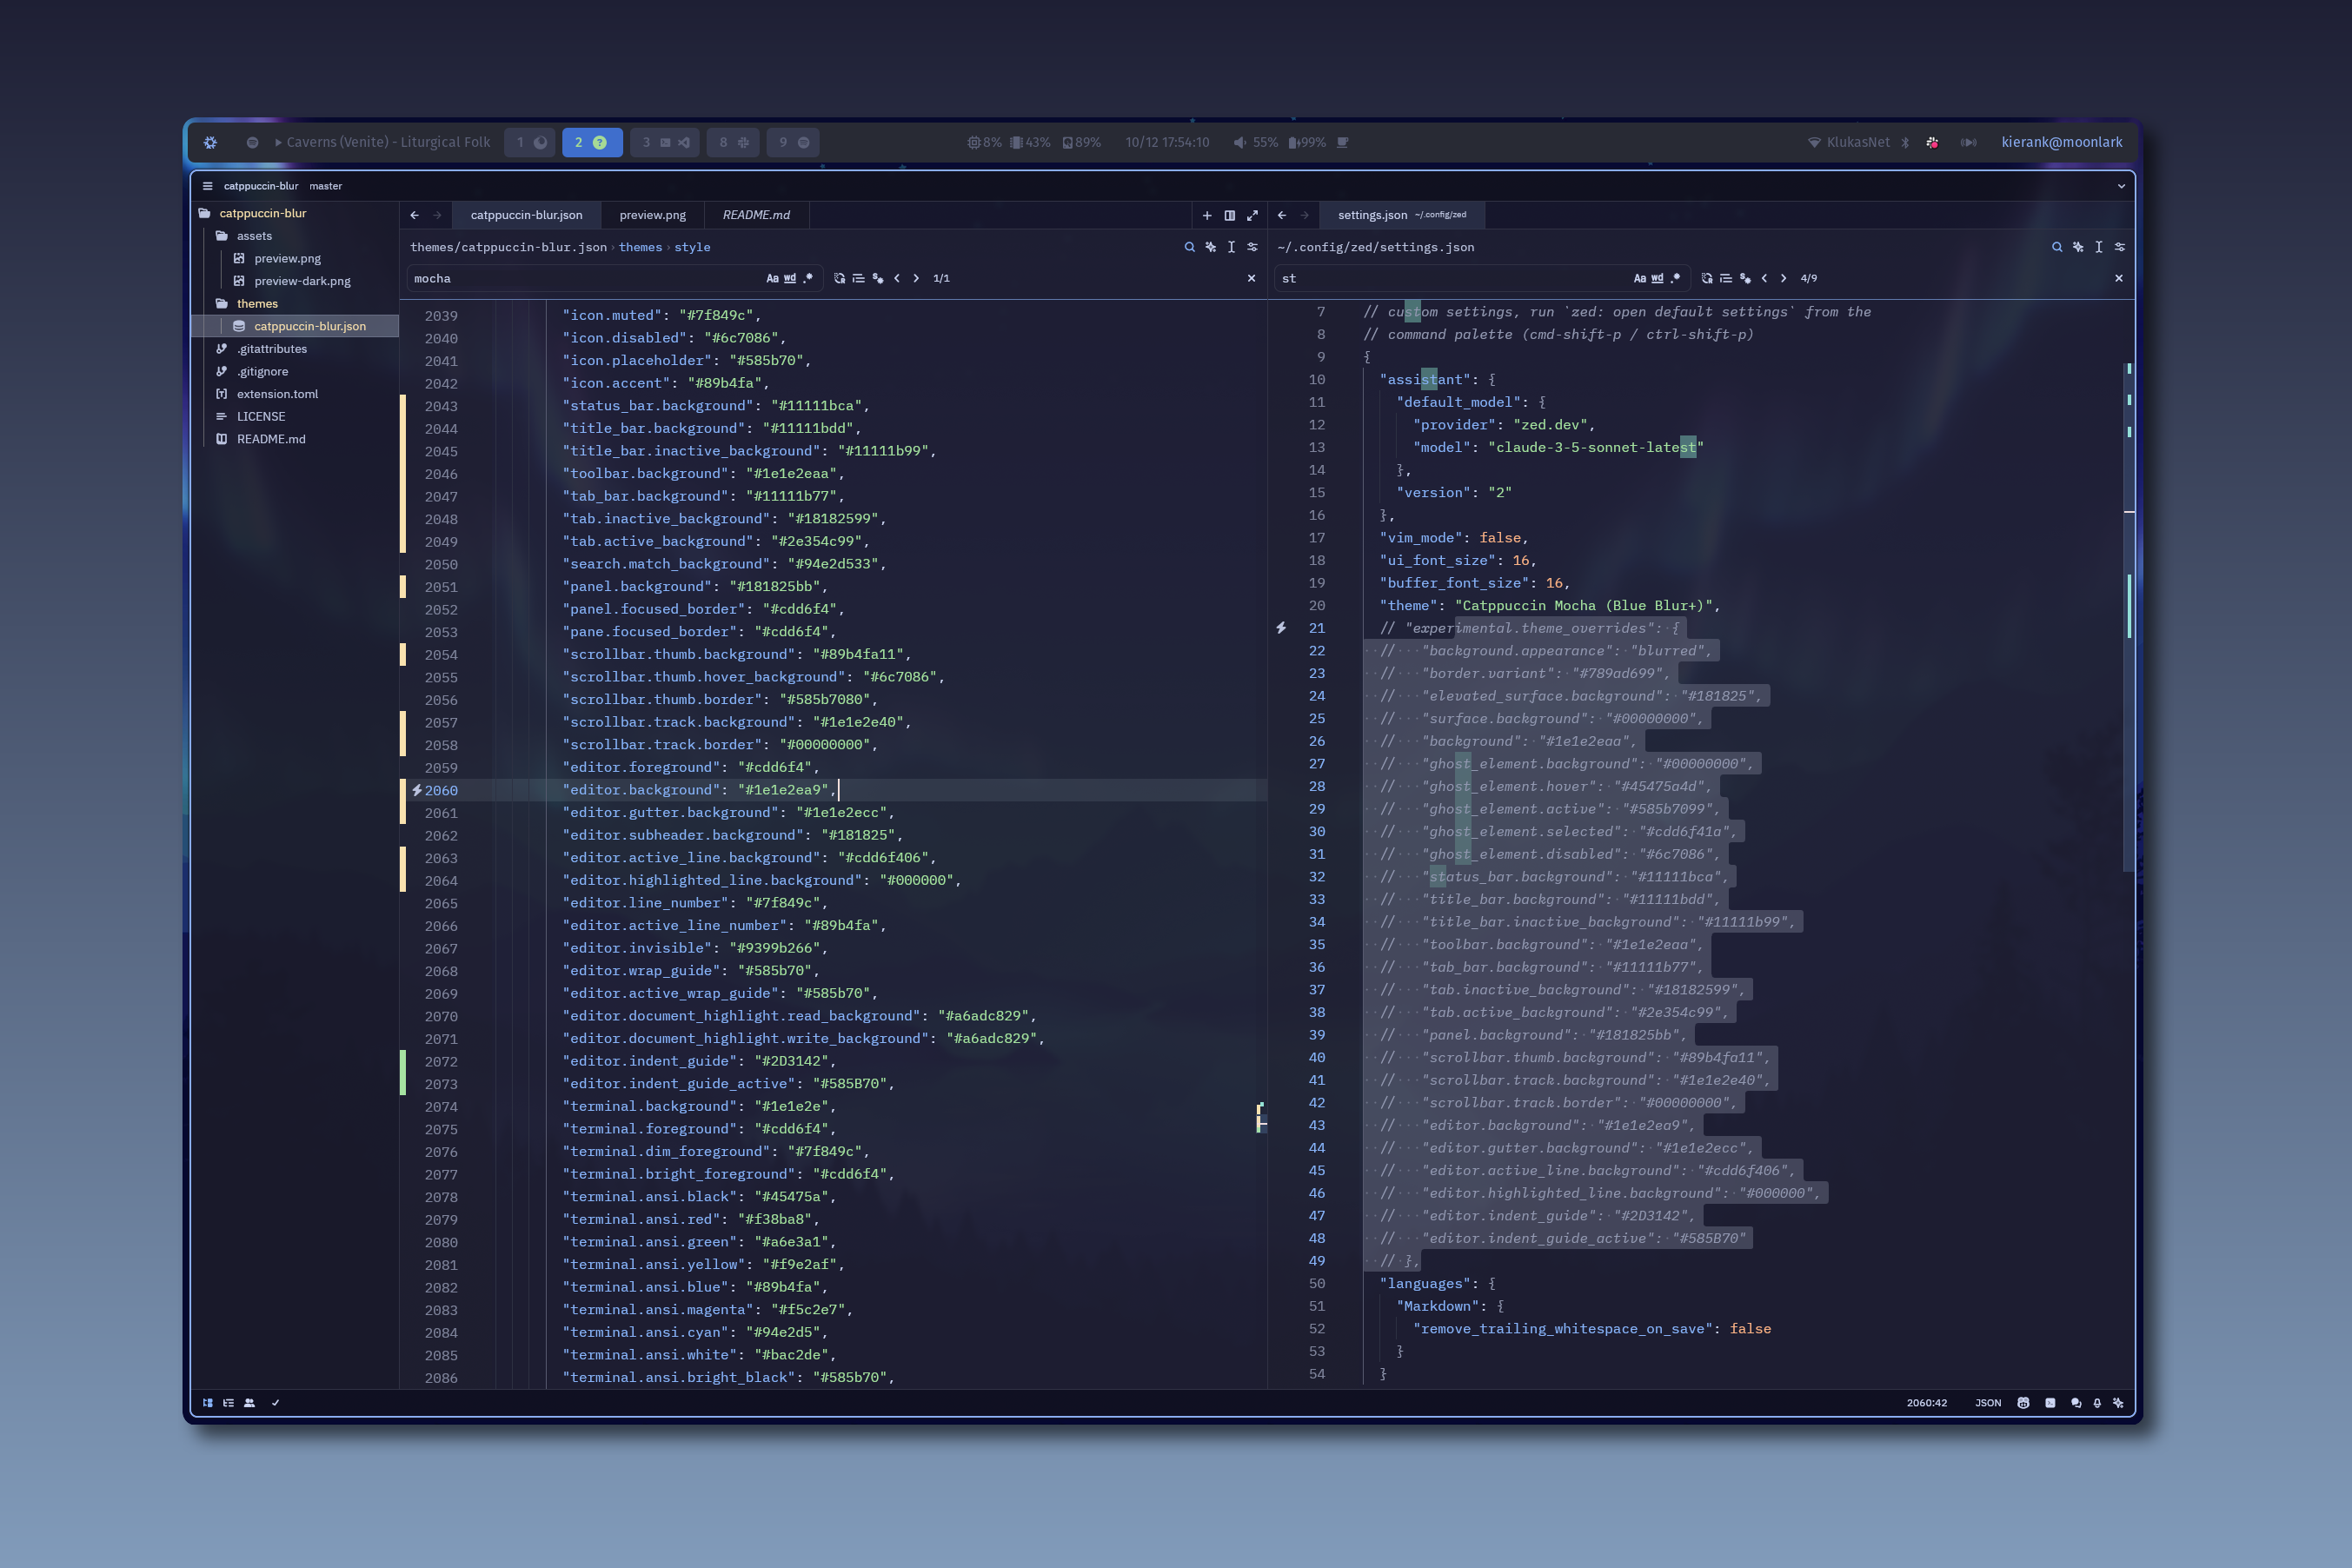 Caverns (Venite) - Liturgical Folk 1 2 ? 3 8 9 8% 43% 89% 10/12 17:54:10 55% 99% KlukasNet kierank@moonlark
catppuccin-blur master
catppuccin-blur
assets
preview.png
preview-dark.png
themes
catppuccin-blur.json
.gitattributes
.gitignore
extension.toml
LICENSE
README.md
catppuccin-blur.json preview.png README.md
themes/catppuccin-blur.json › themes › style
mocha Aa wd .* 1/1
2039 "icon.muted": "#7f849c",
2040 "icon.disabled": "#6c7086",
2041 "icon.placeholder": "#585b70",
2042 "icon.accent": "#89b4fa",
2043 "status_bar.background": "#11111bca",
2044 "title_bar.background": "#11111bdd",
2045 "title_bar.inactive_background": "#11111b99",
2046 "toolbar.background": "#1e1e2eaa",
2047 "tab_bar.background": "#11111b77",
2048 "tab.inactive_background": "#18182599",
2049 "tab.active_background": "#2e354c99",
2050 "search.match_background": "#94e2d533",
2051 "panel.background": "#181825bb",
2052 "panel.focused_border": "#cdd6f4",
2053 "pane.focused_border": "#cdd6f4",
2054 "scrollbar.thumb.background": "#89b4fa11",
2055 "scrollbar.thumb.hover_background": "#6c7086",
2056 "scrollbar.thumb.border": "#585b7080",
2057 "scrollbar.track.background": "#1e1e2e40",
2058 "scrollbar.track.border": "#00000000",
2059 "editor.foreground": "#cdd6f4",
2060 "editor.background": "#1e1e2ea9",
2061 "editor.gutter.background": "#1e1e2ecc",
2062 "editor.subheader.background": "#181825",
2063 "editor.active_line.background": "#cdd6f406",
2064 "editor.highlighted_line.background": "#000000",
2065 "editor.line_number": "#7f849c",
2066 "editor.active_line_number": "#89b4fa",
2067 "editor.invisible": "#9399b266",
2068 "editor.wrap_guide": "#585b70",
2069 "editor.active_wrap_guide": "#585b70",
2070 "editor.document_highlight.read_background": "#a6adc829",
2071 "editor.document_highlight.write_background": "#a6adc829",
2072 "editor.indent_guide": "#2D3142",
2073 "editor.indent_guide_active": "#585B70",
2074 "terminal.background": "#1e1e2e",
2075 "terminal.foreground": "#cdd6f4",
2076 "terminal.dim_foreground": "#7f849c",
2077 "terminal.bright_foreground": "#cdd6f4",
2078 "terminal.ansi.black": "#45475a",
2079 "terminal.ansi.red": "#f38ba8",
2080 "terminal.ansi.green": "#a6e3a1",
2081 "terminal.ansi.yellow": "#f9e2af",
2082 "terminal.ansi.blue": "#89b4fa",
2083 "terminal.ansi.magenta": "#f5c2e7",
2084 "terminal.ansi.cyan": "#94e2d5",
2085 "terminal.ansi.white": "#bac2de",
2086 "terminal.ansi.bright_black": "#585b70",
settings.json ~/.config/zed
~/.config/zed/settings.json
st Aa wd .* 4/9
7 // custom settings, run `zed: open default settings` from the
8 // command palette (cmd-shift-p / ctrl-shift-p)
9 {
10 "assistant": {
11 "default_model": {
12 "provider": "zed.dev",
13 "model": "claude-3-5-sonnet-latest"
14 },
15 "version": "2"
16 },
17 "vim_mode": false,
18 "ui_font_size": 16,
19 "buffer_font_size": 16,
20 "theme": "Catppuccin Mocha (Blue Blur+)",
21 // "experimental.theme_overrides": {
22 // "background.appearance": "blurred",
23 // "border.variant": "#789ad699",
24 // "elevated_surface.background": "#181825",
25 // "surface.background": "#00000000",
26 // "background": "#1e1e2eaa",
27 // "ghost_element.background": "#00000000",
28 // "ghost_element.hover": "#45475a4d",
29 // "ghost_element.active": "#585b7099",
30 // "ghost_element.selected": "#cdd6f41a",
31 // "ghost_element.disabled": "#6c7086",
32 // "status_bar.background": "#11111bca",
33 // "title_bar.background": "#11111bdd",
34 // "title_bar.inactive_background": "#11111b99",
35 // "toolbar.background": "#1e1e2eaa",
36 // "tab_bar.background": "#11111b77",
37 // "tab.inactive_background": "#18182599",
38 // "tab.active_background": "#2e354c99",
39 // "panel.background": "#181825bb",
40 // "scrollbar.thumb.background": "#89b4fa11",
41 // "scrollbar.track.background": "#1e1e2e40",
42 // "scrollbar.track.border": "#00000000",
43 // "editor.background": "#1e1e2ea9",
44 // "editor.gutter.background": "#1e1e2ecc",
45 // "editor.active_line.background": "#cdd6f406",
46 // "editor.highlighted_line.background": "#000000",
47 // "editor.indent_guide": "#2D3142",
48 // "editor.indent_guide_active": "#585B70"
49 // },
50 "languages": {
51 "Markdown": {
52 "remove_trailing_whitespace_on_save": false
53 }
54 }
2060:42 JSON